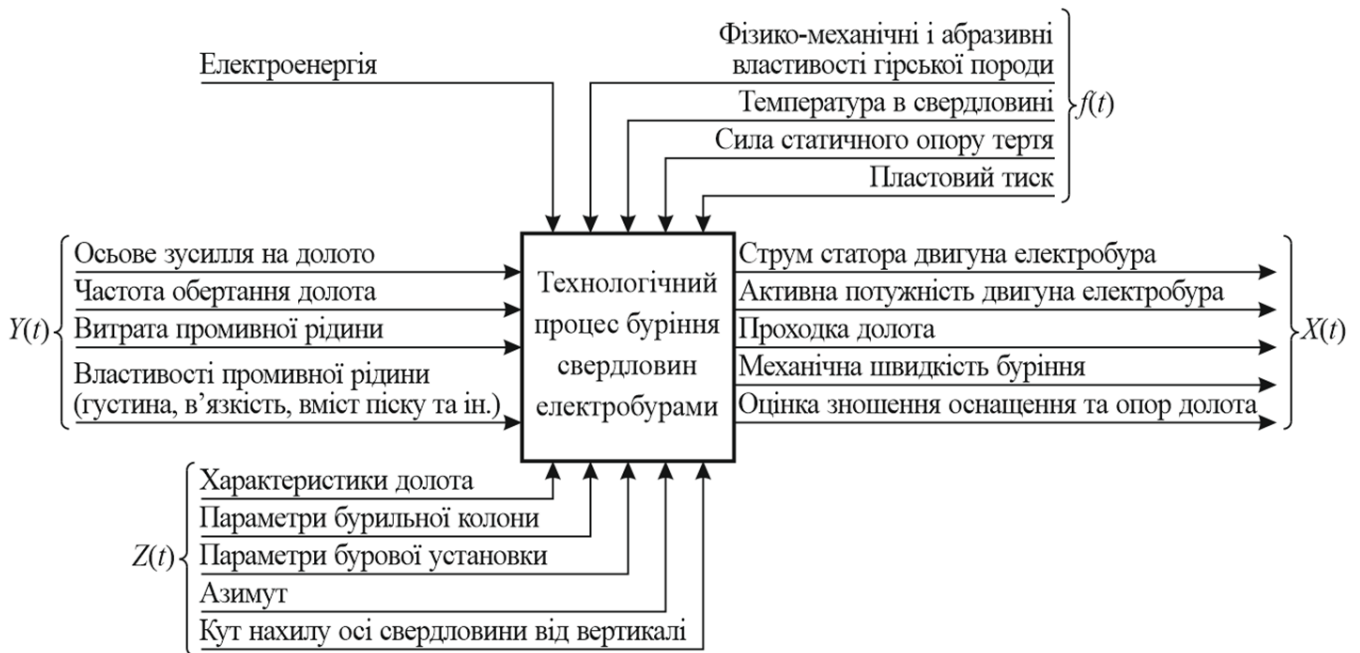 Електроенергія
Фізико-механічні і абразивні
властивості гірської породи
Температура в свердловині
Сила статичного опору тертя
Пластовий тиск
f(t)
Y(t)
Осьове зусилля на долото
Частота обертання долота
Витрата промивної рідини
Властивості промивної рідини
(густина, в’язкість, вміст піску та ін.)
Технологічний
процес буріння
свердловин
електробурами
Струм статора двигуна електробура
Активна потужність двигуна електробура
Проходка долота
Механічна швидкість буріння
Оцінка зношення оснащення та опор долота
X(t)
Z(t)
Характеристики долота
Параметри бурильної колони
Параметри бурової установки
Азимут
Кут нахилу осі свердловини від вертикалі